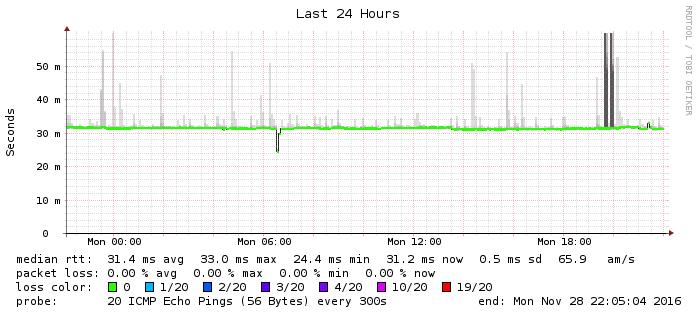 Last 24 Hours
RRDTOOL / TOBI OETIKER
Seconds
50 m
40 m
30 m
20 m
10 m
0
Mon 00:00 Mon 06:00 Mon 12:00 Mon 18:00
median rtt: 31.4 ms avg 33.0 ms max 24.4 ms min 31.2 ms now 0.5 ms sd 65.9 am/s
packet loss: 0.00 % avg 0.00 % max 0.00 % min 0.00 % now
loss color: 0 1/20 2/20 3/20 4/20 10/20 19/20
probe: 20 ICMP Echo Pings (56 Bytes) every 300s end: Mon Nov 28 22:05:04 2016